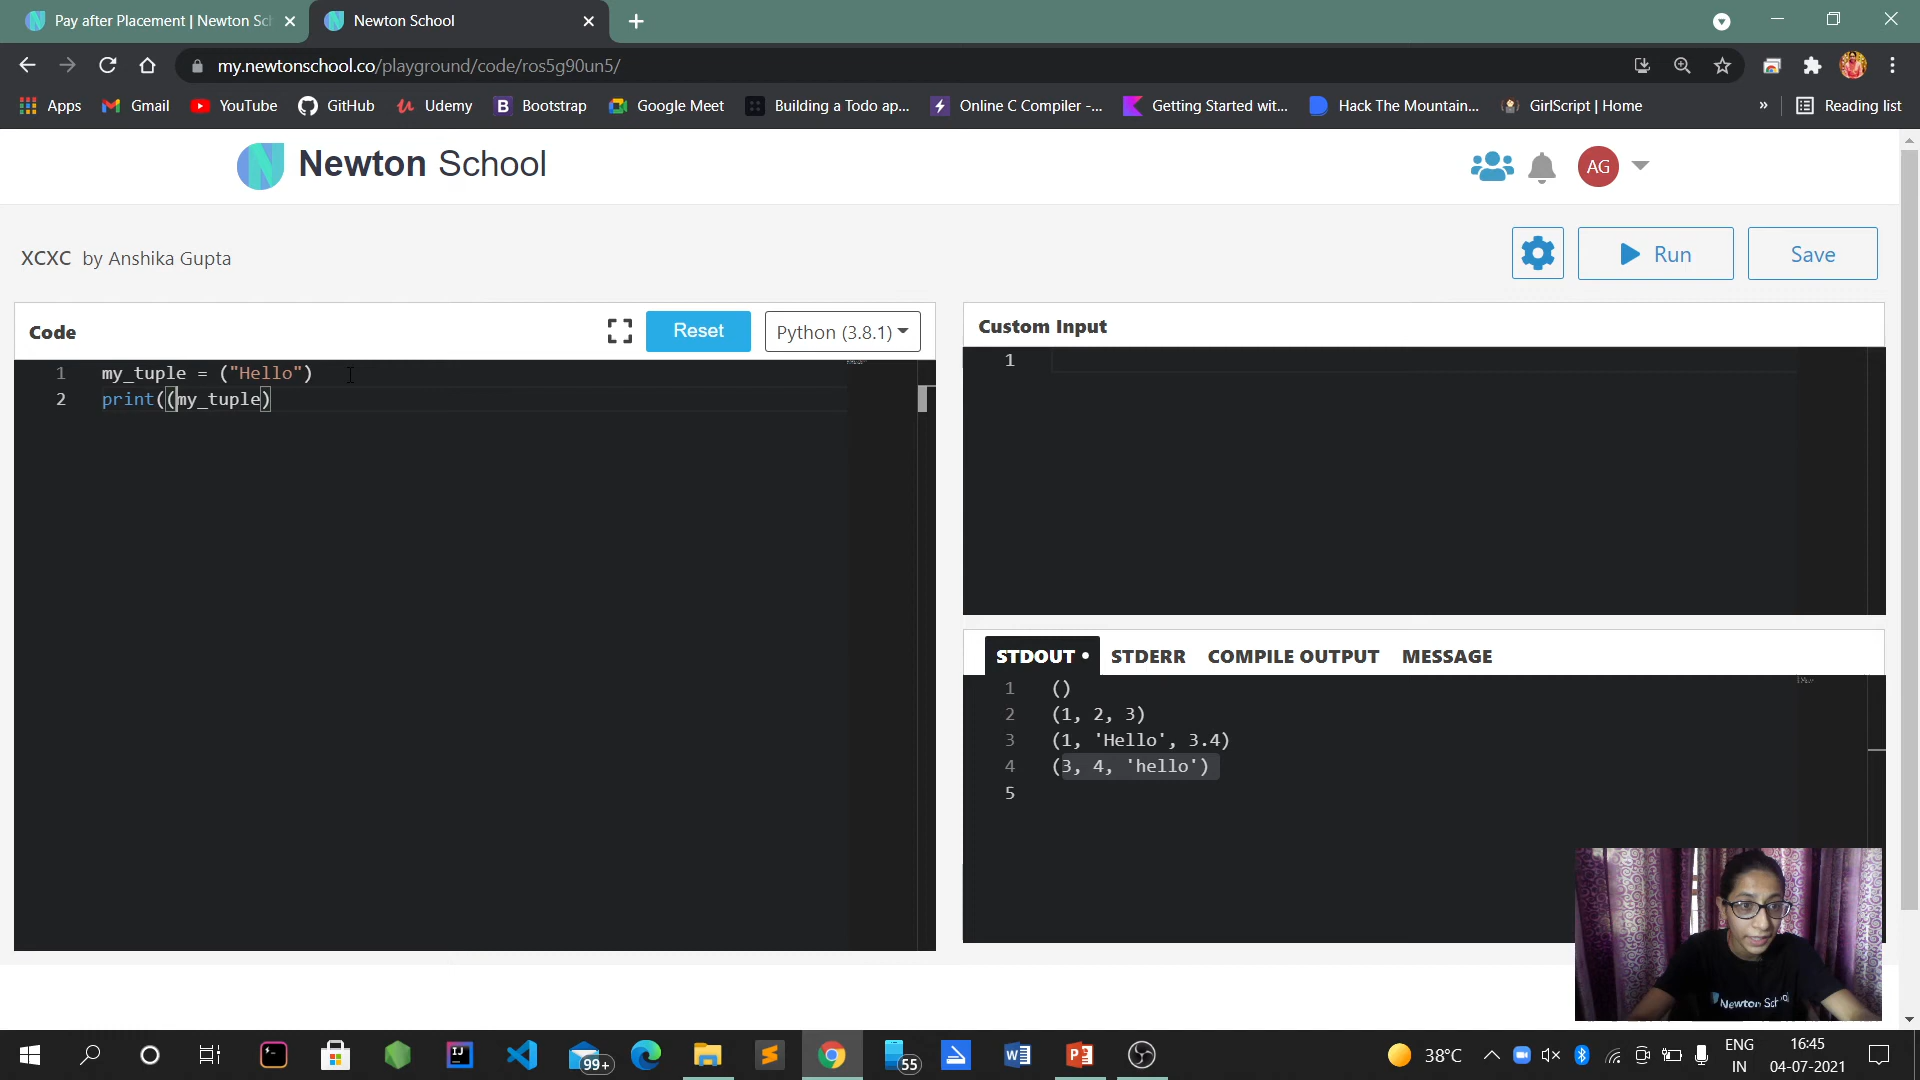 Pay after Placement | Newton Sc
Newton School
my.newtonschool.co/playground/code/ros5g90un5/
Apps
Gmail
YouTube
GitHub
Udemy
Bootstrap
Google Meet
Building a Todo ap...
Online C Compiler -...
Getting Started wit...
Hack The Mountain...
GirlScript | Home
»
Reading list
Newton School
AG
XCXC by Anshika Gupta
Run
Save
Code
Reset
Python (3.8.1)
1 my_tuple = ("Hello")
2 print((my_tuple)
Custom Input
1
STDOUT •
STDERR
COMPILE OUTPUT
MESSAGE
1 ()
2 (1, 2, 3)
3 (1, 'Hello', 3.4)
4 (3, 4, 'hello')
5
Newton School
99+
55
38°C
ENG
IN
16:45
04-07-2021